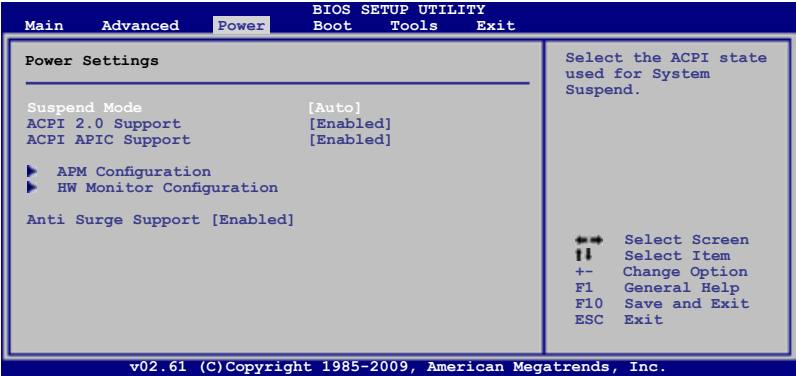 BIOS SETUP UTILITY
Main Advanced Power Boot Tools Exit
Power Settings
Suspend Mode [Auto]
ACPI 2.0 Support [Enabled]
ACPI APIC Support [Enabled]
APM Configuration
HW Monitor Configuration
Anti Surge Support [Enabled]
Select the ACPI state
used for System
Suspend.
Select Screen
Select Item
+- Change Option
F1 General Help
F10 Save and Exit
ESC Exit
v02.61 (C)Copyright 1985-2009, American Megatrends, Inc.